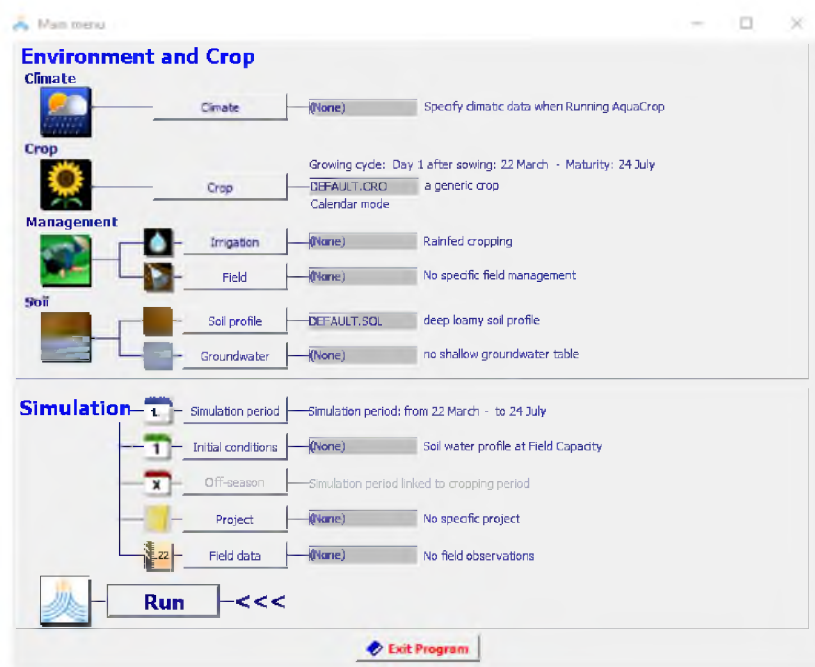 Main menu
Environment and Crop
Climate
Climate (None) Specify climatic data when Running AquaCrop
Crop
Growing cycle: Day 1 after sowing: 22 March - Maturity: 24 July
Crop DEFAULT.CRO a generic crop
Calendar mode
Management
Irrigation (None) Rainfed cropping
Field (None) No specific field management
Soil
Soil profile DEFAULT.SOL deep loamy soil profile
Groundwater (None) no shallow groundwater table
Simulation 1. Simulation period Simulation period: from 22 March - to 24 July
1 Initial conditions (None) Soil water profile at Field Capacity
X Off-season Simulation period linked to cropping period
Project (None) No specific project
22 Field data (None) No field observations
Run <<<
Exit Program